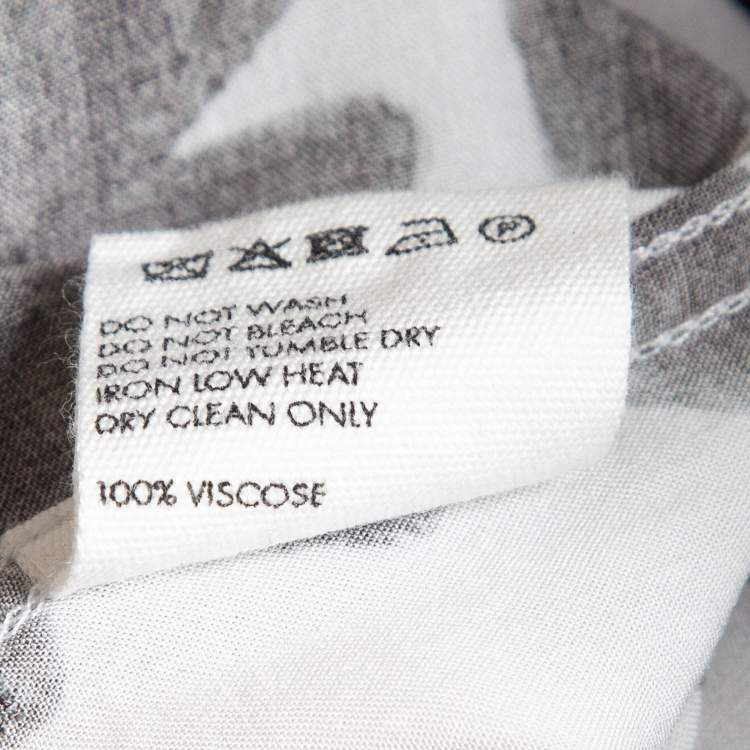 DO NOT WASH
DO NOT BLEACH
DO NOT TUMBLE DRY
IRON LOW HEAT
DRY CLEAN ONLY
100% VISCOSE